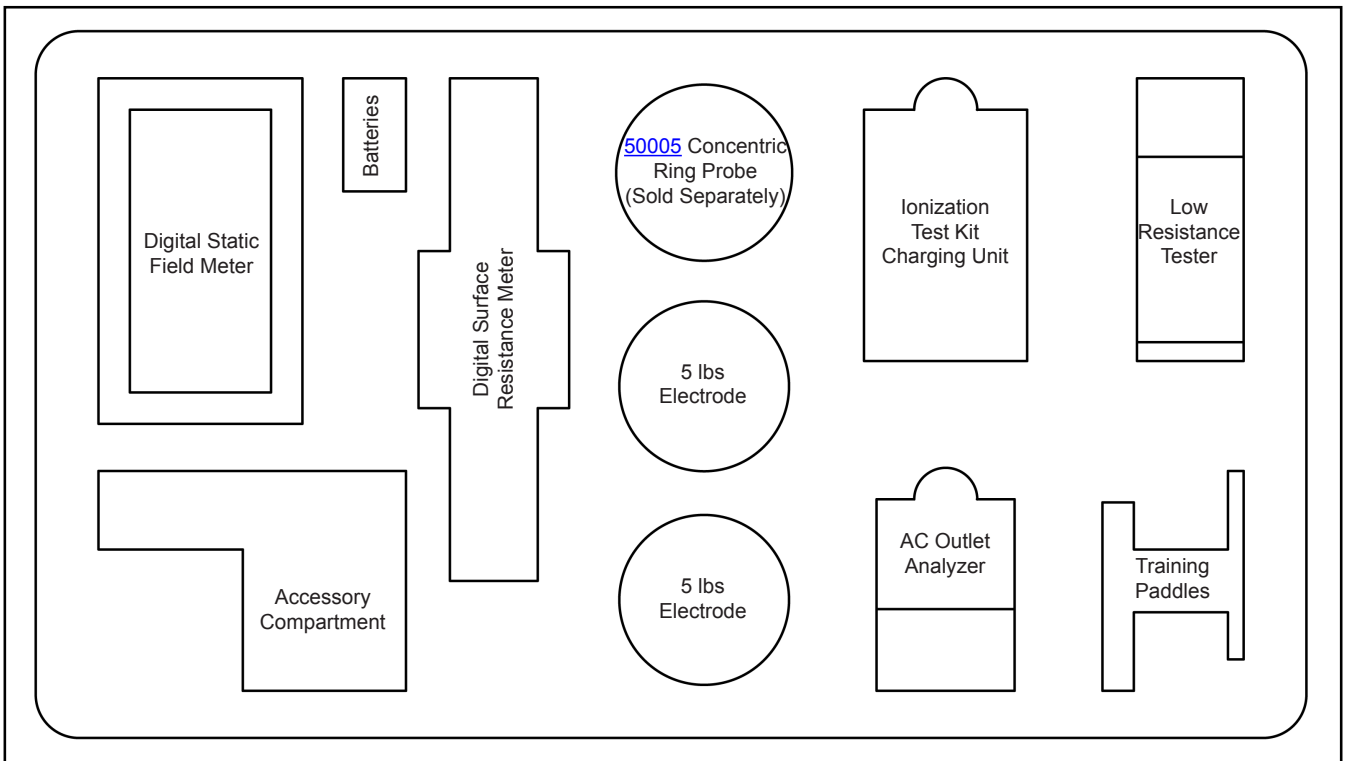 Digital Static
Field Meter
Batteries
Digital Surface
Resistance Meter
50005 Concentric
Ring Probe
(Sold Separately)
Ionization
Test Kit
Charging Unit
Low
Resistance
Tester
5 lbs
Electrode
Accessory
Compartment
5 lbs
Electrode
AC Outlet
Analyzer
Training
Paddles